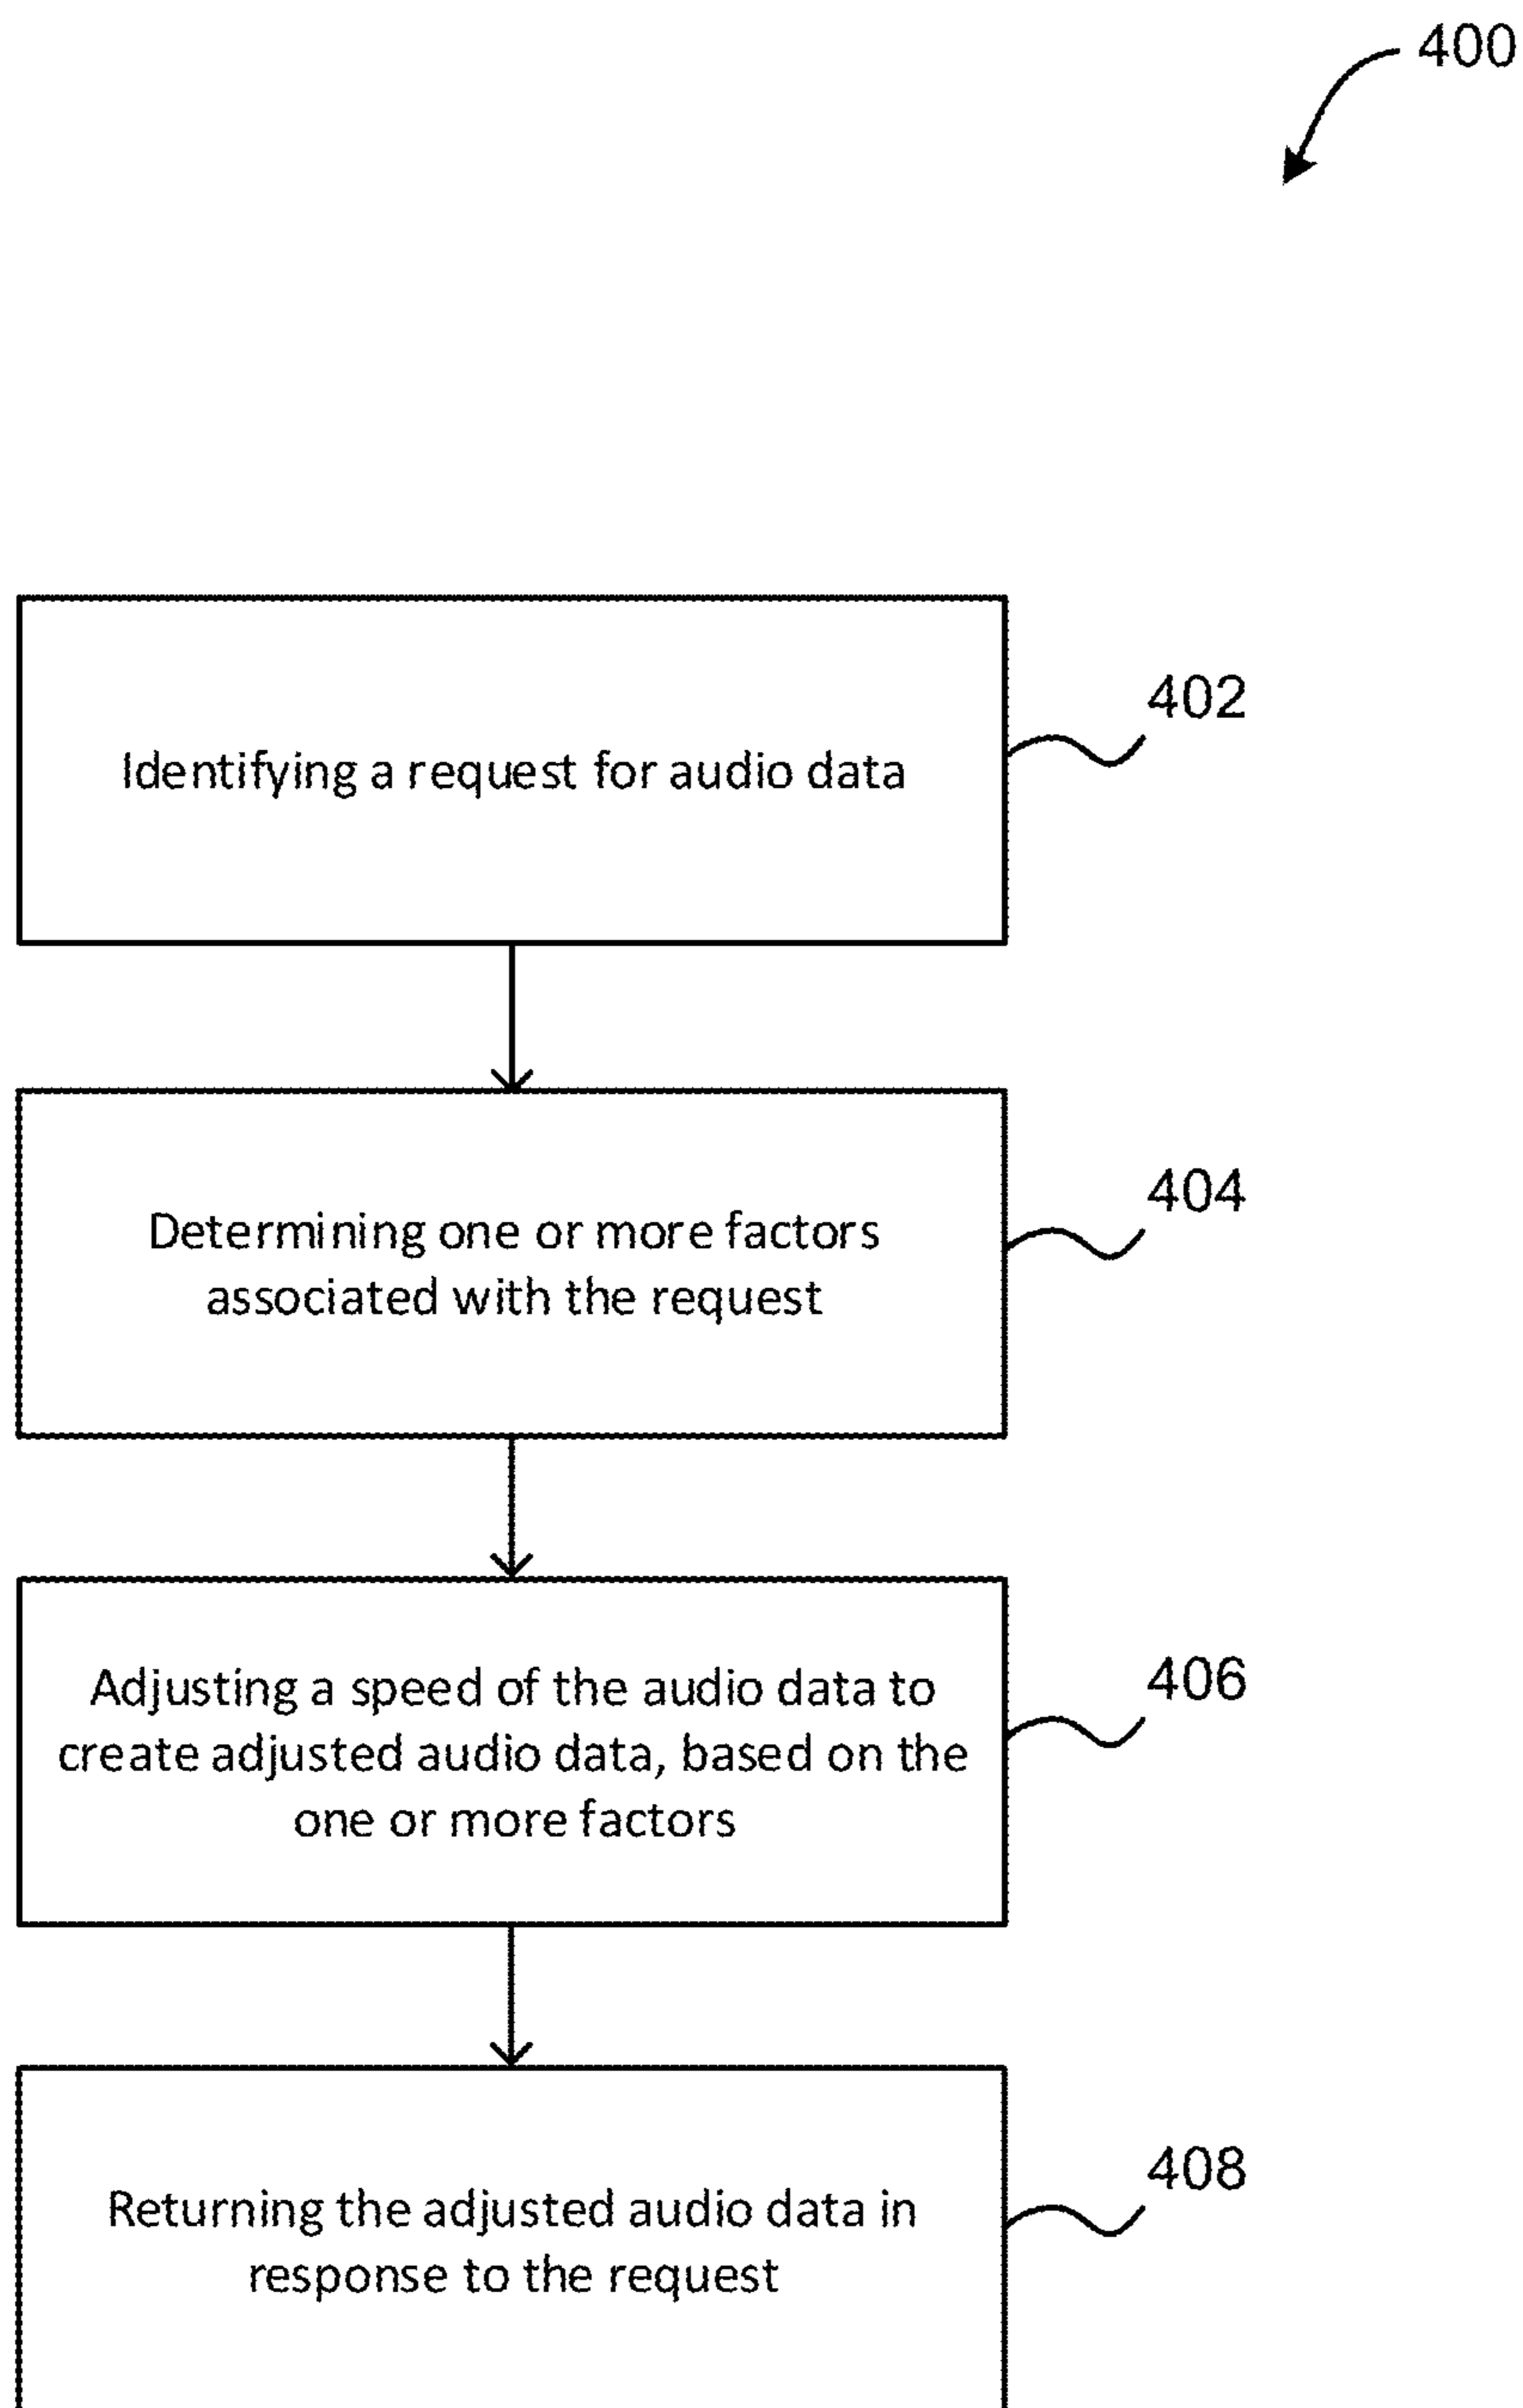 400
Identifying a request for audio data
402
Determining one or more factors
associated with the request
404
Adjusting a speed of the audio data to
create adjusted audio data, based on the
one or more factors
406
Returning the adjusted audio data in
response to the request
408